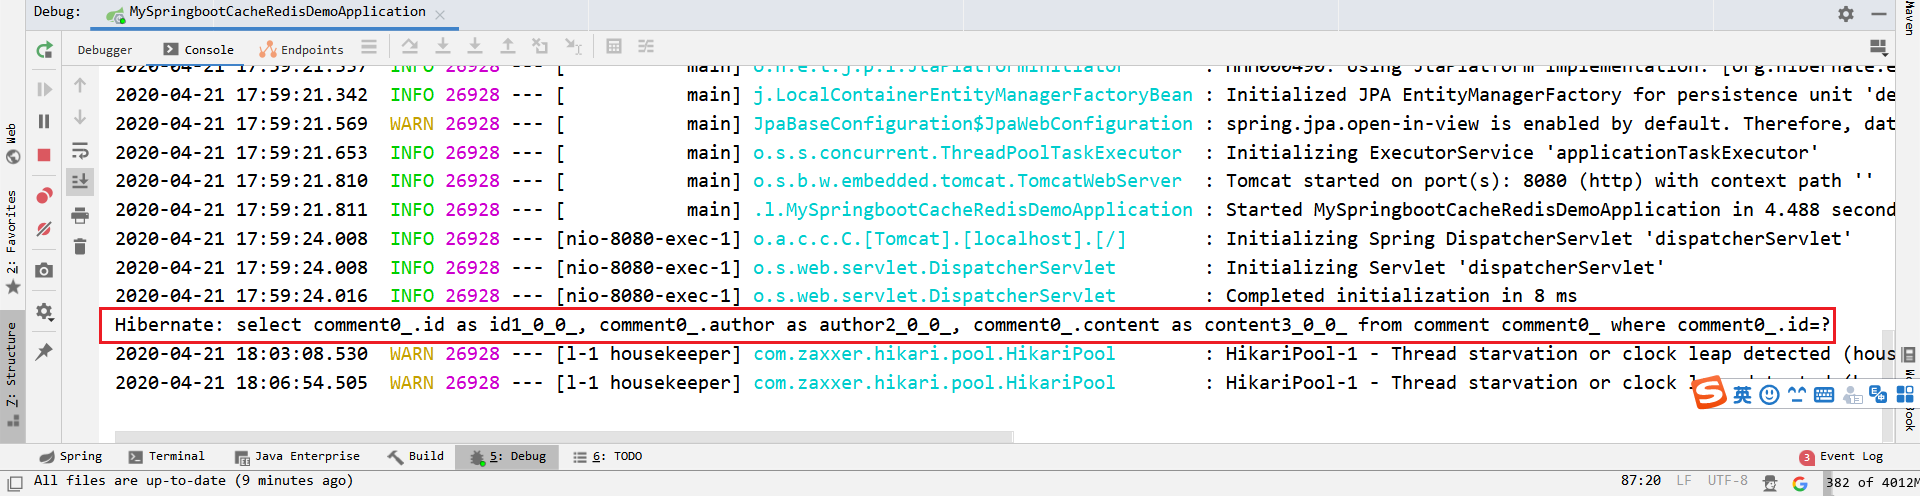 Debug: MySpringbootCacheRedisDemoApplication
Maven
Debugger Console Endpoints
2020-04-21 17:59:21.337 INFO 26928 --- [ main] o.h.e.t.j.p.i.JtaPlatformInitiator : HHH000490: Using JtaPlatform implementation: [org.hibernate.e
2020-04-21 17:59:21.342 INFO 26928 --- [ main] j.LocalContainerEntityManagerFactoryBean : Initialized JPA EntityManagerFactory for persistence unit 'de
2020-04-21 17:59:21.569 WARN 26928 --- [ main] JpaBaseConfiguration$JpaWebConfiguration : spring.jpa.open-in-view is enabled by default. Therefore, dat
2020-04-21 17:59:21.653 INFO 26928 --- [ main] o.s.s.concurrent.ThreadPoolTaskExecutor : Initializing ExecutorService 'applicationTaskExecutor'
2020-04-21 17:59:21.810 INFO 26928 --- [ main] o.s.b.w.embedded.tomcat.TomcatWebServer : Tomcat started on port(s): 8080 (http) with context path ''
2020-04-21 17:59:21.811 INFO 26928 --- [ main] .l.MySpringbootCacheRedisDemoApplication : Started MySpringbootCacheRedisDemoApplication in 4.488 second
2020-04-21 17:59:24.008 INFO 26928 --- [nio-8080-exec-1] o.a.c.c.C.[Tomcat].[localhost].[/] : Initializing Spring DispatcherServlet 'dispatcherServlet'
2020-04-21 17:59:24.008 INFO 26928 --- [nio-8080-exec-1] o.s.web.servlet.DispatcherServlet : Initializing Servlet 'dispatcherServlet'
2020-04-21 17:59:24.016 INFO 26928 --- [nio-8080-exec-1] o.s.web.servlet.DispatcherServlet : Completed initialization in 8 ms
Hibernate: select comment0_.id as id1_0_0_, comment0_.author as author2_0_0_, comment0_.content as content3_0_0_ from comment comment0_ where comment0_.id=?
2020-04-21 18:03:08.530 WARN 26928 --- [l-1 housekeeper] com.zaxxer.hikari.pool.HikariPool : HikariPool-1 - Thread starvation or clock leap detected (hous
2020-04-21 18:06:54.505 WARN 26928 --- [l-1 housekeeper] com.zaxxer.hikari.pool.HikariPool : HikariPool-1 - Thread starvation or clock
英
Web
2: Favorites
Z: Structure
Spring Terminal Java Enterprise Build 5: Debug 6: TODO 3 Event Log
All files are up-to-date (9 minutes ago) 87:20 LF UTF-8 382 of 4012M